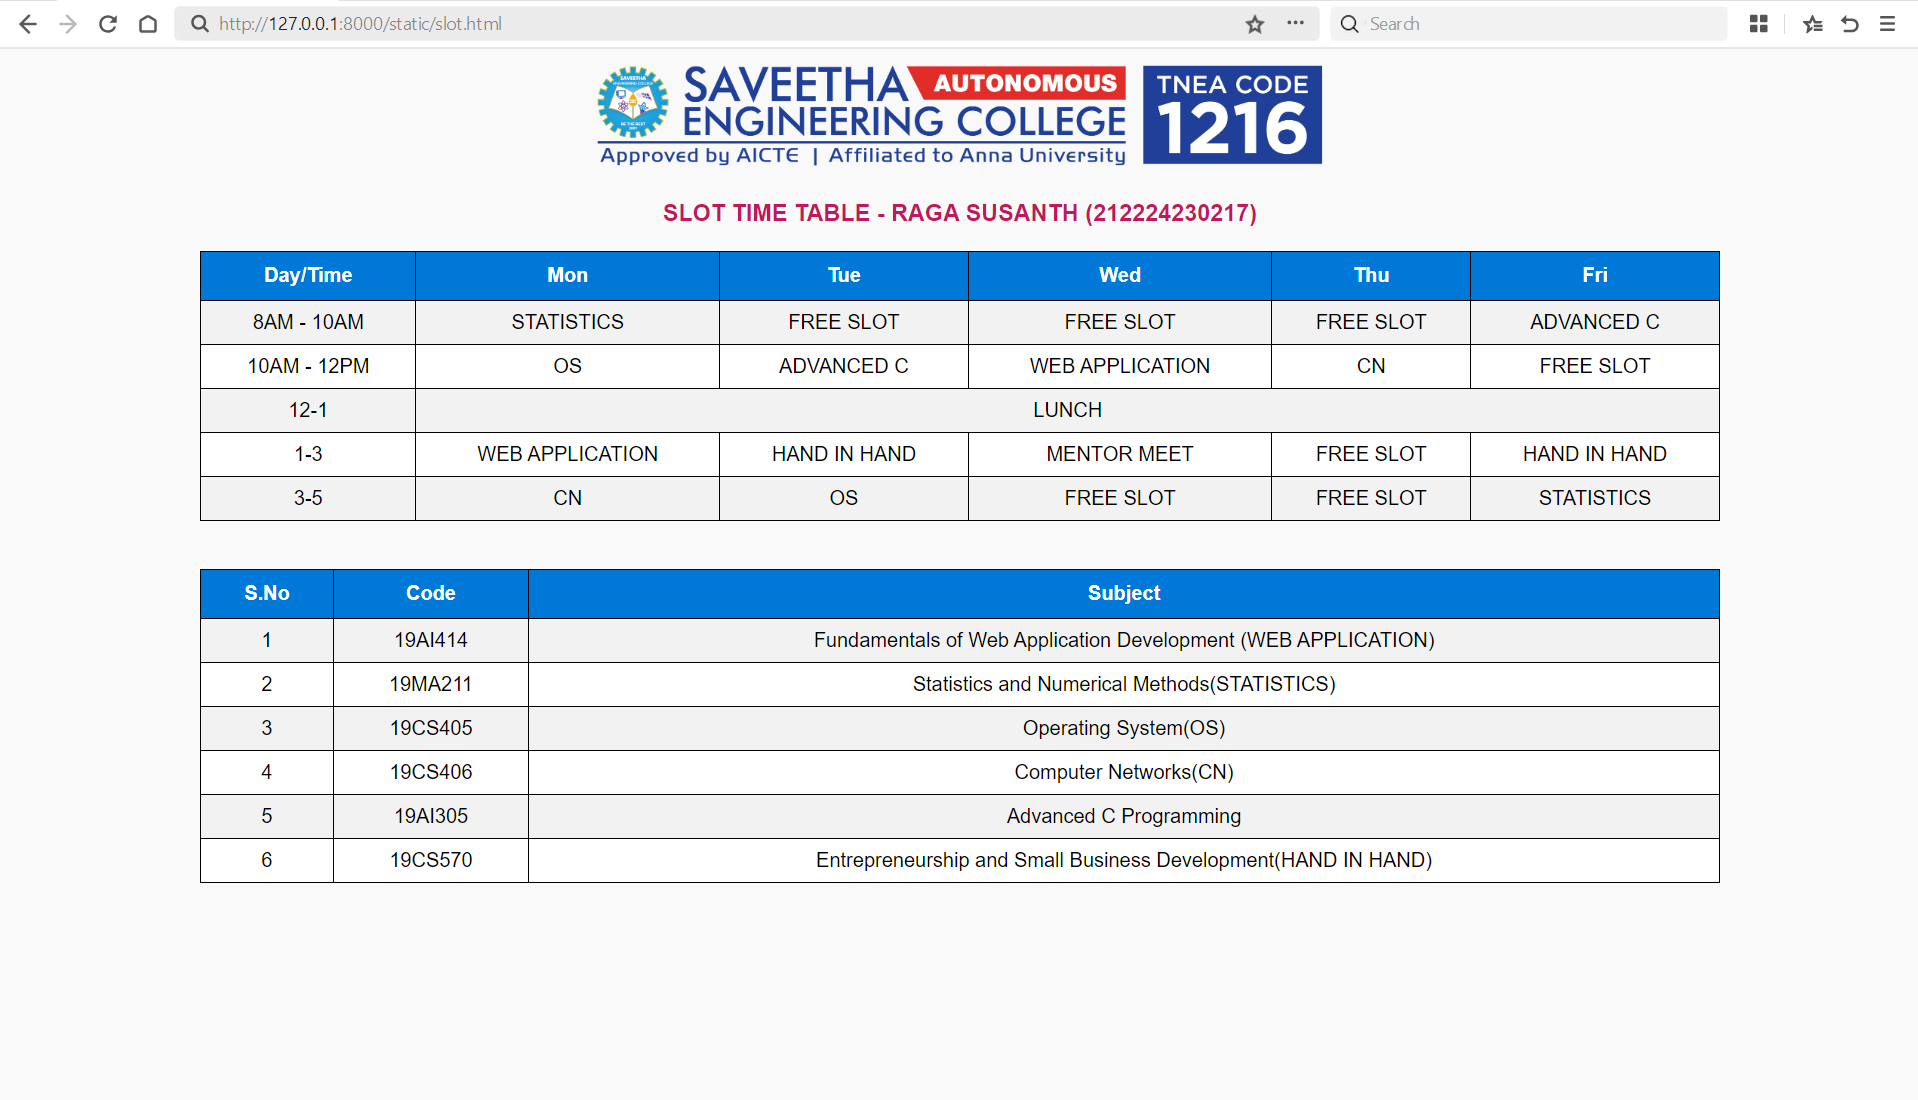 http://127.0.0.1:8000/static/slot.html
Search
SAVEETHA AUTONOMOUS
ENGINEERING COLLEGE
Approved by AICTE | Affiliated to Anna University
TNEA CODE
1216
SLOT TIME TABLE - RAGA SUSANTH (212224230217)
Day/Time Mon Tue Wed Thu Fri
8AM - 10AM STATISTICS FREE SLOT FREE SLOT FREE SLOT ADVANCED C
10AM - 12PM OS ADVANCED C WEB APPLICATION CN FREE SLOT
12-1 LUNCH
1-3 WEB APPLICATION HAND IN HAND MENTOR MEET FREE SLOT HAND IN HAND
3-5 CN OS FREE SLOT FREE SLOT STATISTICS
S.No Code Subject
1 19AI414 Fundamentals of Web Application Development (WEB APPLICATION)
2 19MA211 Statistics and Numerical Methods(STATISTICS)
3 19CS405 Operating System(OS)
4 19CS406 Computer Networks(CN)
5 19AI305 Advanced C Programming
6 19CS570 Entrepreneurship and Small Business Development(HAND IN HAND)